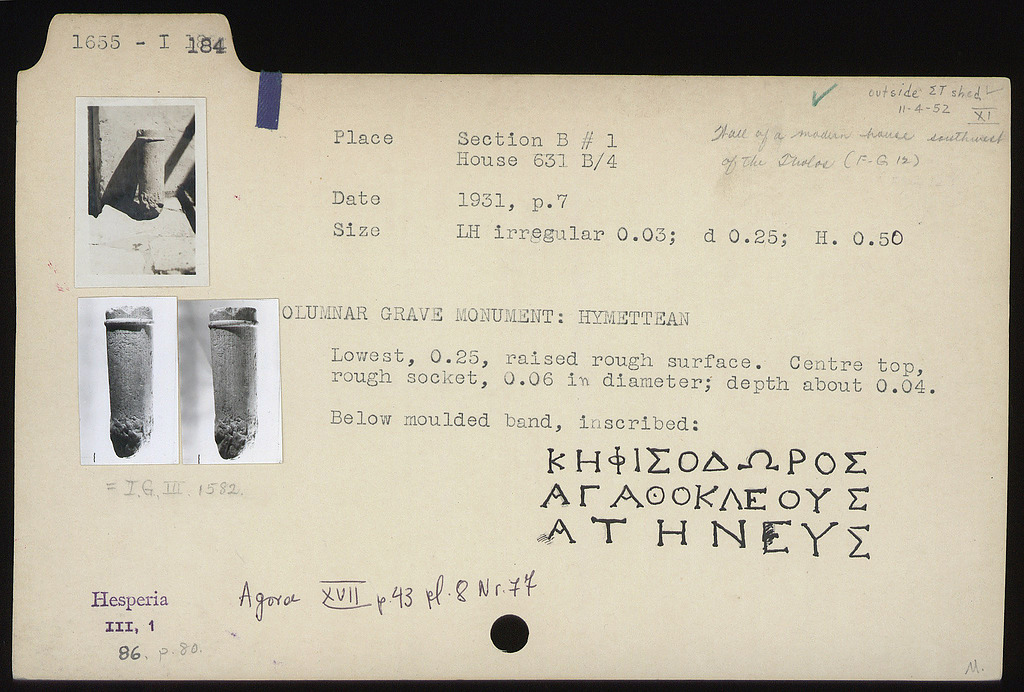 1655 - I 184
outside ΣΤ shed
11-4-52
XI
Wall of a modern house southwest
of the Tholos (F-G 12)
Place Section B # 1
House 631 B/4
Date 1931, p.7
Size LH irregular 0.03; d 0.25; H. 0.50
OLUMNAR GRAVE MONUMENT: HYMETTEAN
Lowest, 0.25, raised rough surface. Centre top,
rough socket, 0.06 in diameter; depth about 0.04.
Below moulded band, inscribed:
ΚΗΦΙΣΟΔΩΡΟΣ
ΑΓΑΘΟΚΛΕΟΥΣ
ΑΤΗΝΕΥΣ
= I.G. III. 1582.
Hesperia
III, 1
86. p.80.
Agora XVII p.43 pl.8 Nr.77
M.